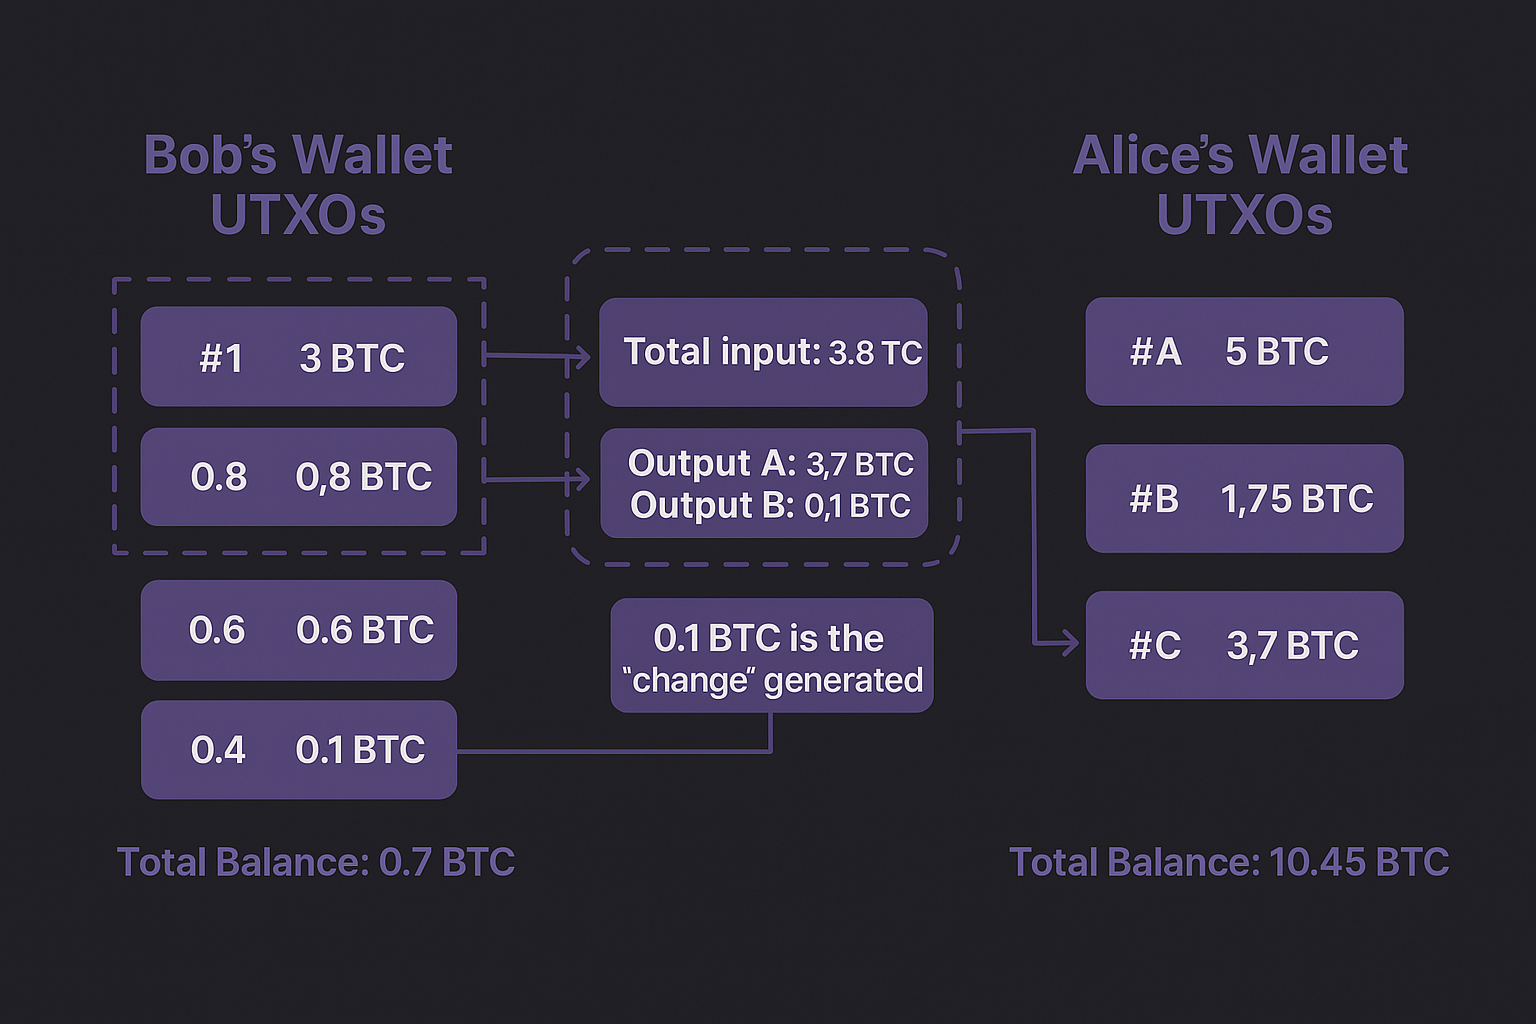 Bob's Wallet
UTXOs
#1 3 BTC
0.8 0,8 BTC
0.6 0.6 BTC
0.4 0.1 BTC
Total Balance: 0.7 BTC
Total input: 3.8 TC
Output A: 3,7 BTC
Output B: 0,1 BTC
0.1 BTC is the
"change" generated
Alice's Wallet
UTXOs
#A 5 BTC
#B 1,75 BTC
#C 3,7 BTC
Total Balance: 10.45 BTC